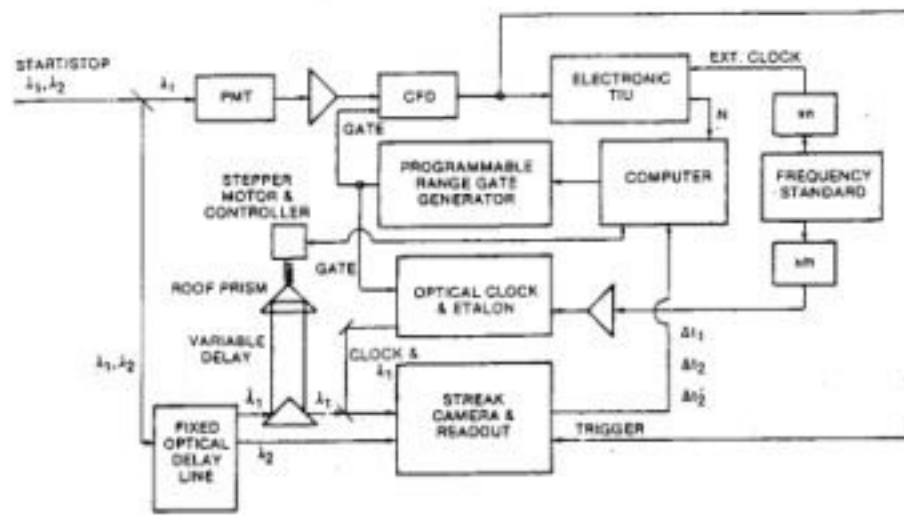 START/STOP
λ₁, λ₂
λ₁
PMT
CFD
ELECTRONIC
TIU
EXT. CLOCK
N
GATE
PROGRAMMABLE
RANGE GATE
GENERATOR
COMPUTER
FREQUENCY
STANDARD
STEPPER
MOTOR &
CONTROLLER
GATE
ROOF PRISM
OPTICAL CLOCK
& ETALON
VARIABLE
DELAY
CLOCK &
λ₁
Δt₁
Δt₂
Δt₂'
λ₁, λ₂
λ₁
λ₁
STREAK
CAMERA &
READOUT
TRIGGER
FIXED
OPTICAL
DELAY
LINE
λ₂